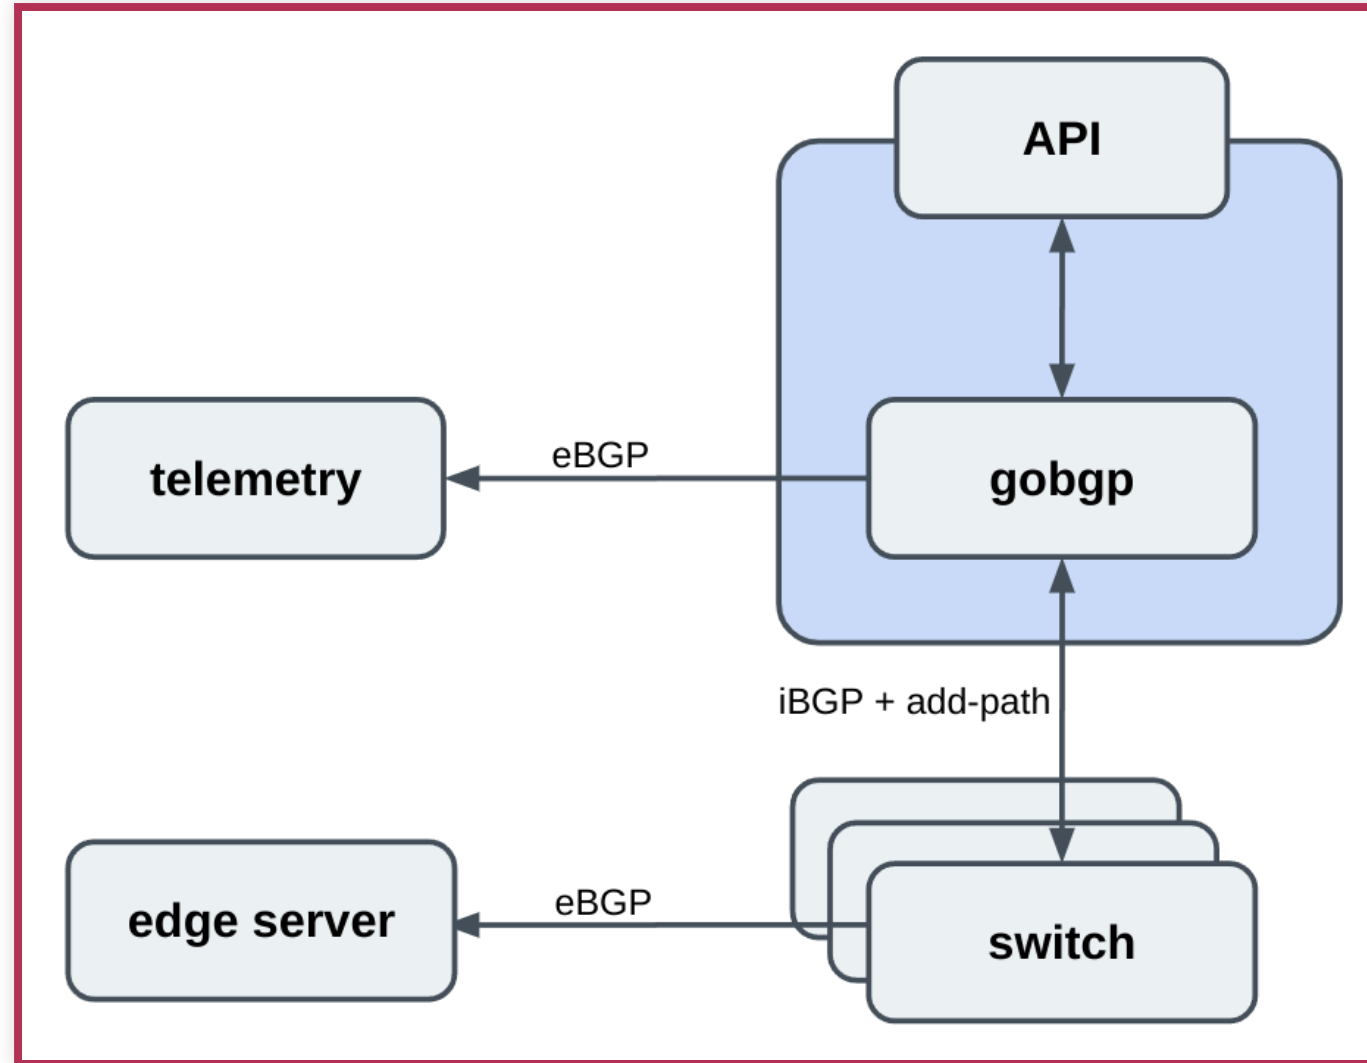 API
telemetry
eBGP
gobgp
iBGP + add-path
edge server
eBGP
switch